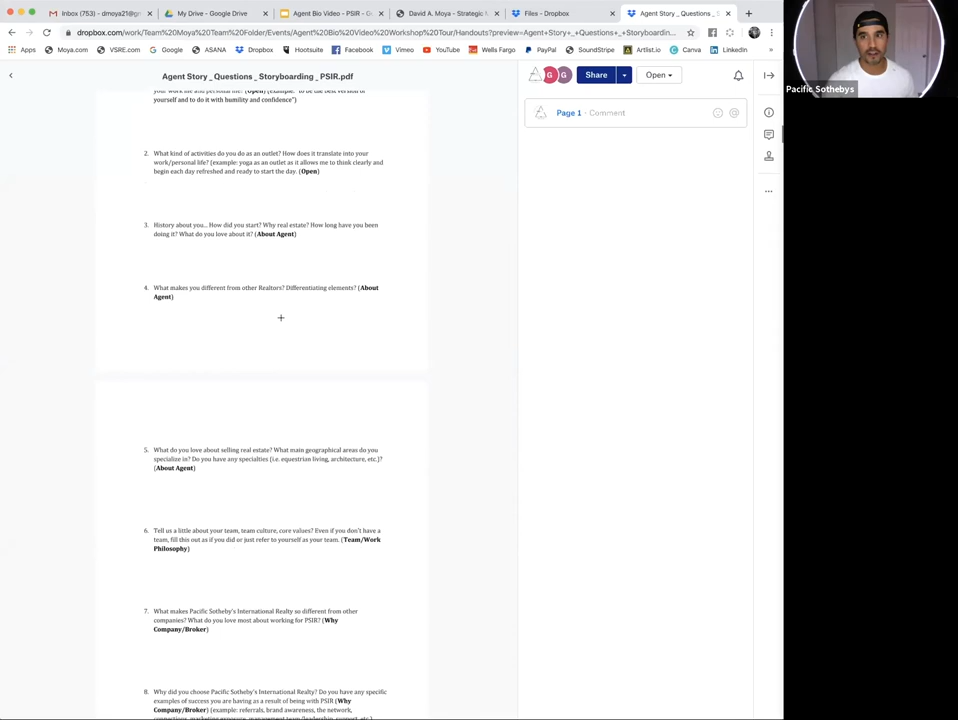 Inbox (753) - dmoya21@gm
My Drive - Google Drive
Agent Bio Video - PSIR - G
David A. Moya - Strategic M
Files - Dropbox
Agent Story _ Questions _ S
dropbox.com/work/Team%20Moya%20Team%20Folder/Events/Agent%20Bio%20Video%20Workshop%20Tour/Handouts?preview=Agent+Story+_+Questions+_+Storyboardin...
Apps
Moya.com
VSRE.com
Google
ASANA
Dropbox
Hootsuite
Facebook
Vimeo
YouTube
Wells Fargo
PayPal
SoundStripe
Artlist.io
Canva
LinkedIn
»
Agent Story _ Questions _ Storyboarding _ PSIR.pdf
G
G
Share
Open
Page 1 · Comment
Pacific Sothebys
yourself and to do it with humility and confidence")
2. What kind of activities do you do as an outlet? How does it translate into your
work/personal life? (example: yoga as an outlet as it allows me to think clearly and
begin each day refreshed and ready to start the day. (Open)
3. History about you... How did you start? Why real estate? How long have you been
doing it? What do you love about it? (About Agent)
4. What makes you different from other Realtors? Differentiating elements? (About
Agent)
5. What do you love about selling real estate? What main geographical areas do you
specialize in? Do you have any specialties (i.e. equestrian living, architecture, etc.)?
(About Agent)
6. Tell us a little about your team, team culture, core values? Even if you don't have a
team, fill this out as if you did or just refer to yourself as your team. (Team/Work
Philosophy)
7. What makes Pacific Sotheby's International Realty so different from other
companies? What do you love most about working for PSIR? (Why
Company/Broker)
8. Why did you choose Pacific Sotheby's International Realty? Do you have any specific
examples of success you are having as a result of being with PSIR (Why
Company/Broker) (example: referrals, brand awareness, the network,